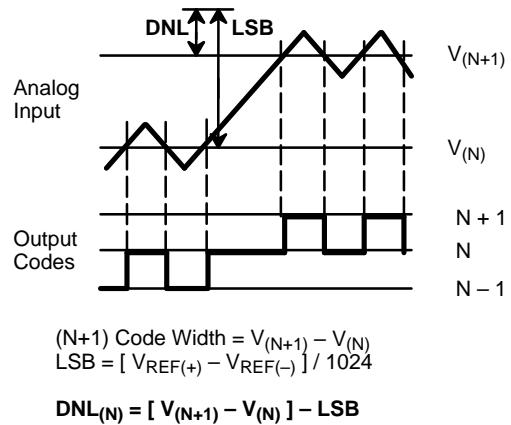 DNL LSB
V(N+1)
Analog
Input
V(N)
N + 1
Output
Codes
N
N – 1
(N+1) Code Width = V(N+1) – V(N)
LSB = [ VREF(+) – VREF(–) ] / 1024
DNL(N) = [ V(N+1) – V(N) ] – LSB